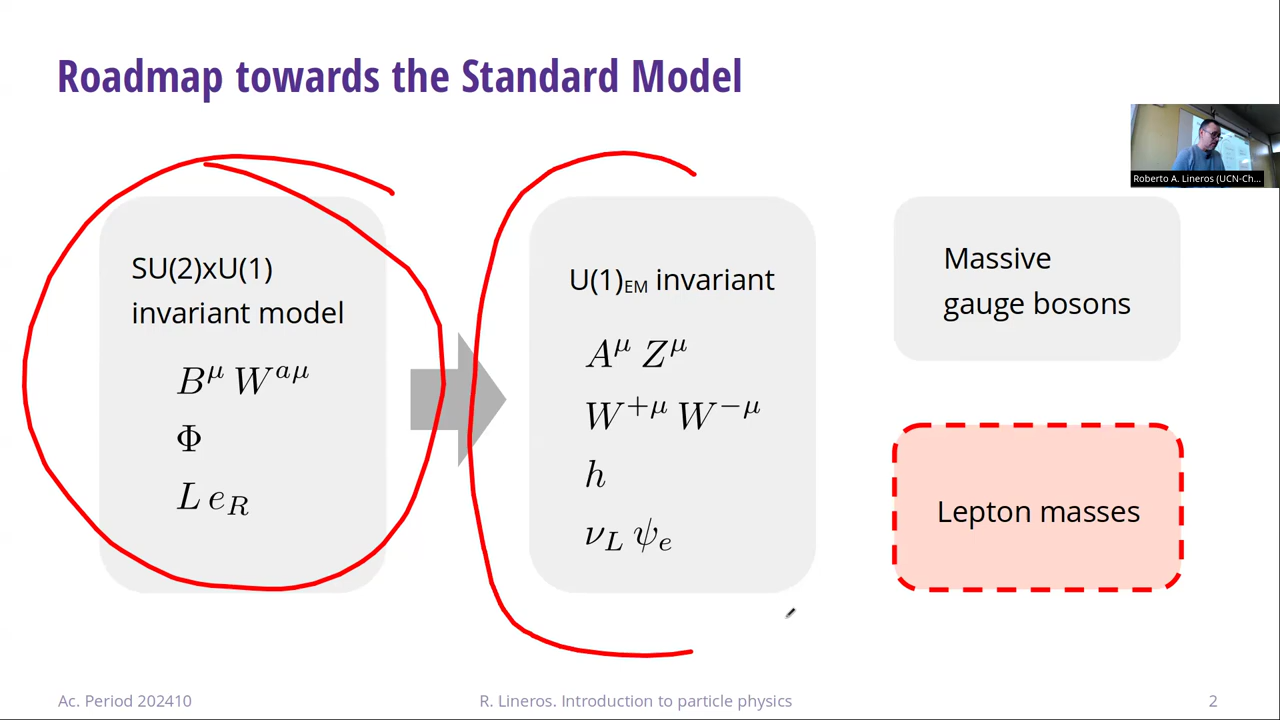 Roadmap towards the Standard Model
Roberto A. Lineros (UCN-Ch...
SU(2)xU(1)
invariant model
B^μ W^{aμ}
Φ
L e_R
U(1)_{EM} invariant
A^μ Z^μ
W^{+μ} W^{−μ}
h
ν_L ψ_e
Massive
gauge bosons
Lepton masses
Ac. Period 202410
R. Lineros. Introduction to particle physics
2